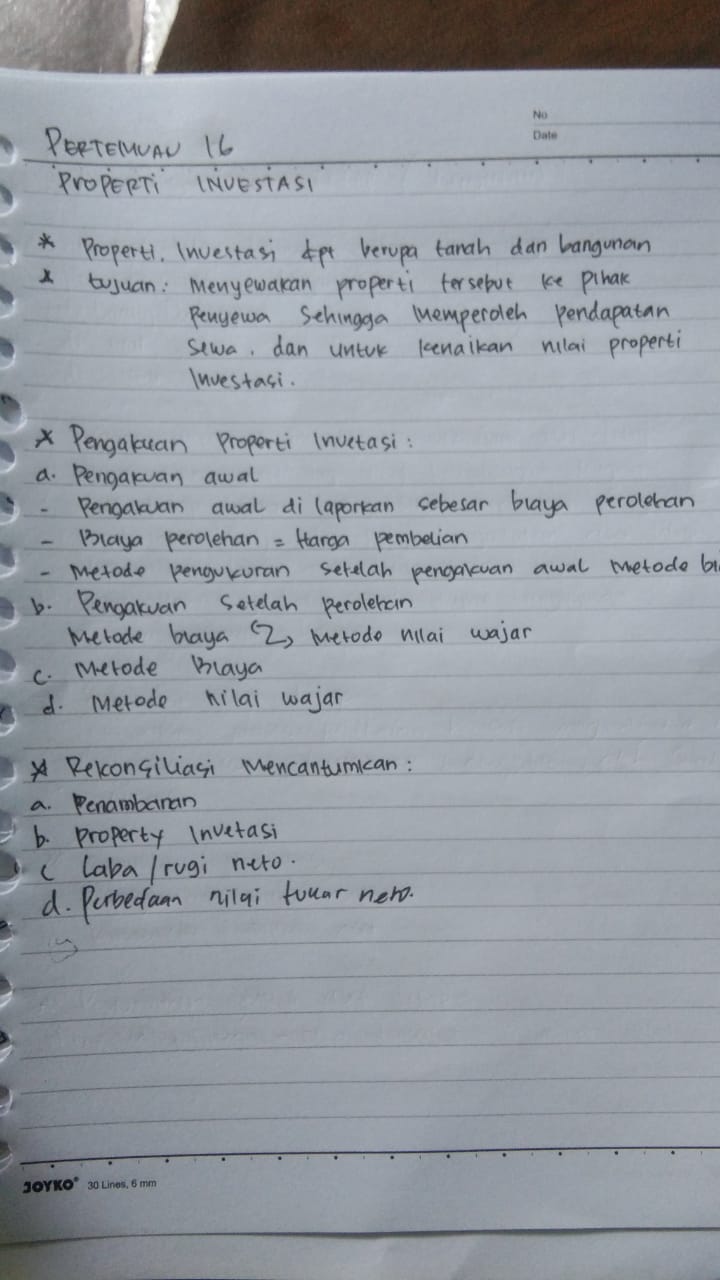 No
Date
PERTEMUAN 16
PROPERTI INVESTASI
* Properti. Investasi dpt berupa tanah dan bangunan
* tujuan: Menyewakan properti tersebut ke pihak
Penyewa Sehingga Memperoleh Pendapatan
Sewa, dan untuk kenaikan nilai properti
Investasi.
* Pengakuan Properti Invetasi:
a. Pengakuan awal
- Pengakuan awal di laporkan sebesar biaya perolehan
- Biaya perolehan = Harga pembelian
- Metode pengukuran setelah pengakuan awal Metode
b. Pengakuan Setelah perolehan
Metode biaya Metode nilai wajar
c. Metode Biaya
d. Metode nilai wajar
* Rekonsiliasi Mencantumkan:
a. Penambahan
b. Property Invetasi
c Laba/rugi neto.
d. Perbedaan nilai tukar neto.
JOYKO® 30 Lines, 6 mm